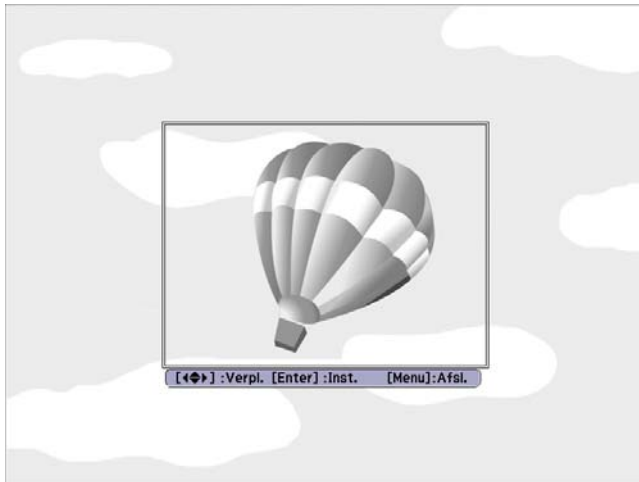 [◀◆▶] :Verpl. [Enter] :Inst. [Menu]:Afsl.